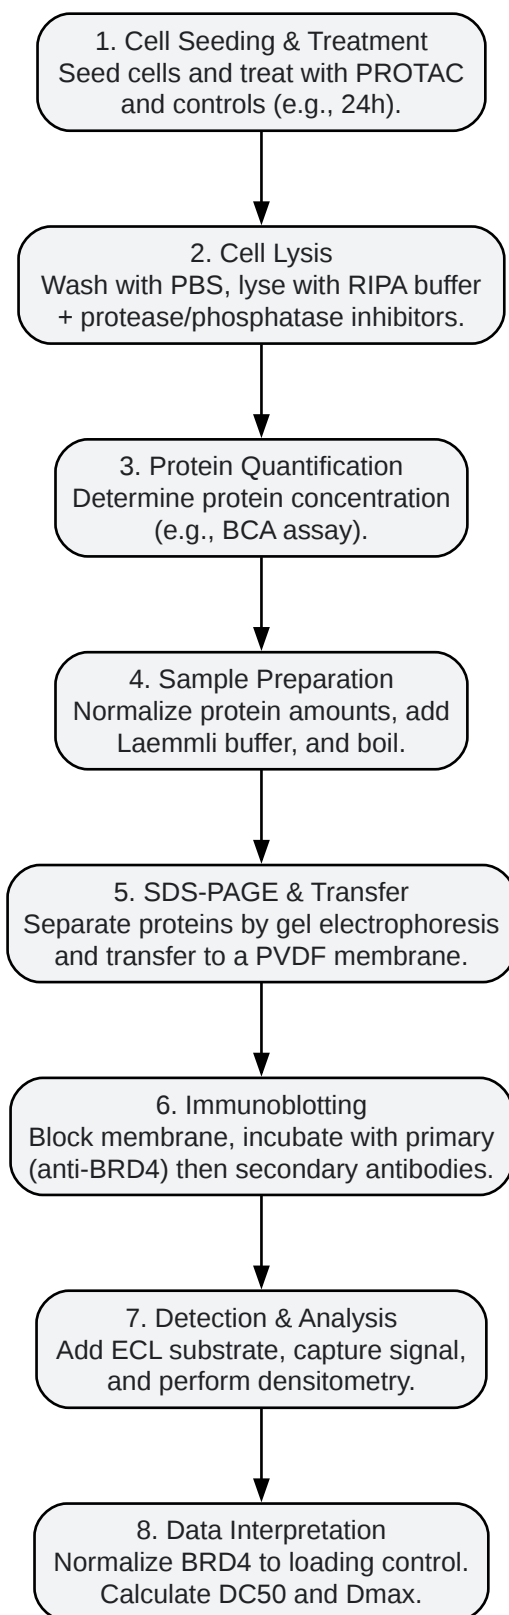 1. Cell Seeding & Treatment
Seed cells and treat with PROTAC
and controls (e.g., 24h).
2. Cell Lysis
Wash with PBS, lyse with RIPA buffer
+ protease/phosphatase inhibitors.
3. Protein Quantification
Determine protein concentration
(e.g., BCA assay).
4. Sample Preparation
Normalize protein amounts, add
Laemmli buffer, and boil.
5. SDS-PAGE & Transfer
Separate proteins by gel electrophoresis
and transfer to a PVDF membrane.
6. Immunoblotting
Block membrane, incubate with primary
(anti-BRD4) then secondary antibodies.
7. Detection & Analysis
Add ECL substrate, capture signal,
and perform densitometry.
8. Data Interpretation
Normalize BRD4 to loading control.
Calculate DC50 and Dmax.